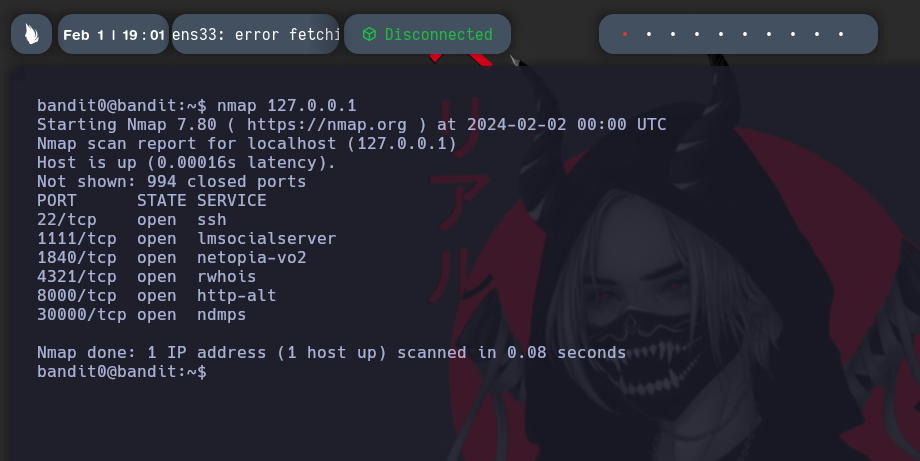 Feb 1 | 19 : 01
ens33: error fetchi
Disconnected
リアル
bandit0@bandit:~$ nmap 127.0.0.1
Starting Nmap 7.80 ( https://nmap.org ) at 2024-02-02 00:00 UTC
Nmap scan report for localhost (127.0.0.1)
Host is up (0.00016s latency).
Not shown: 994 closed ports
PORT      STATE SERVICE
22/tcp    open  ssh
1111/tcp  open  lmsocialserver
1840/tcp  open  netopia-vo2
4321/tcp  open  rwhois
8000/tcp  open  http-alt
30000/tcp open  ndmps
Nmap done: 1 IP address (1 host up) scanned in 0.08 seconds
bandit0@bandit:~$